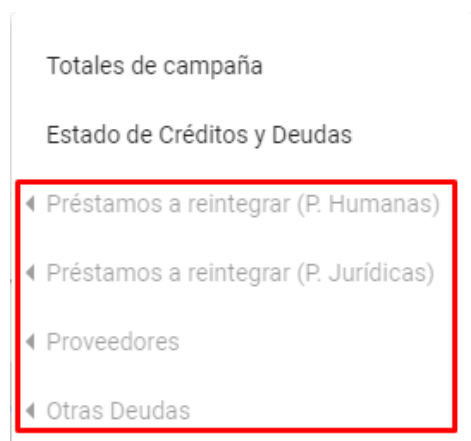 Totales de campaña
Estado de Créditos y Deudas
Préstamos a reintegrar (P. Humanas)
Préstamos a reintegrar (P. Jurídicas)
Proveedores
Otras Deudas